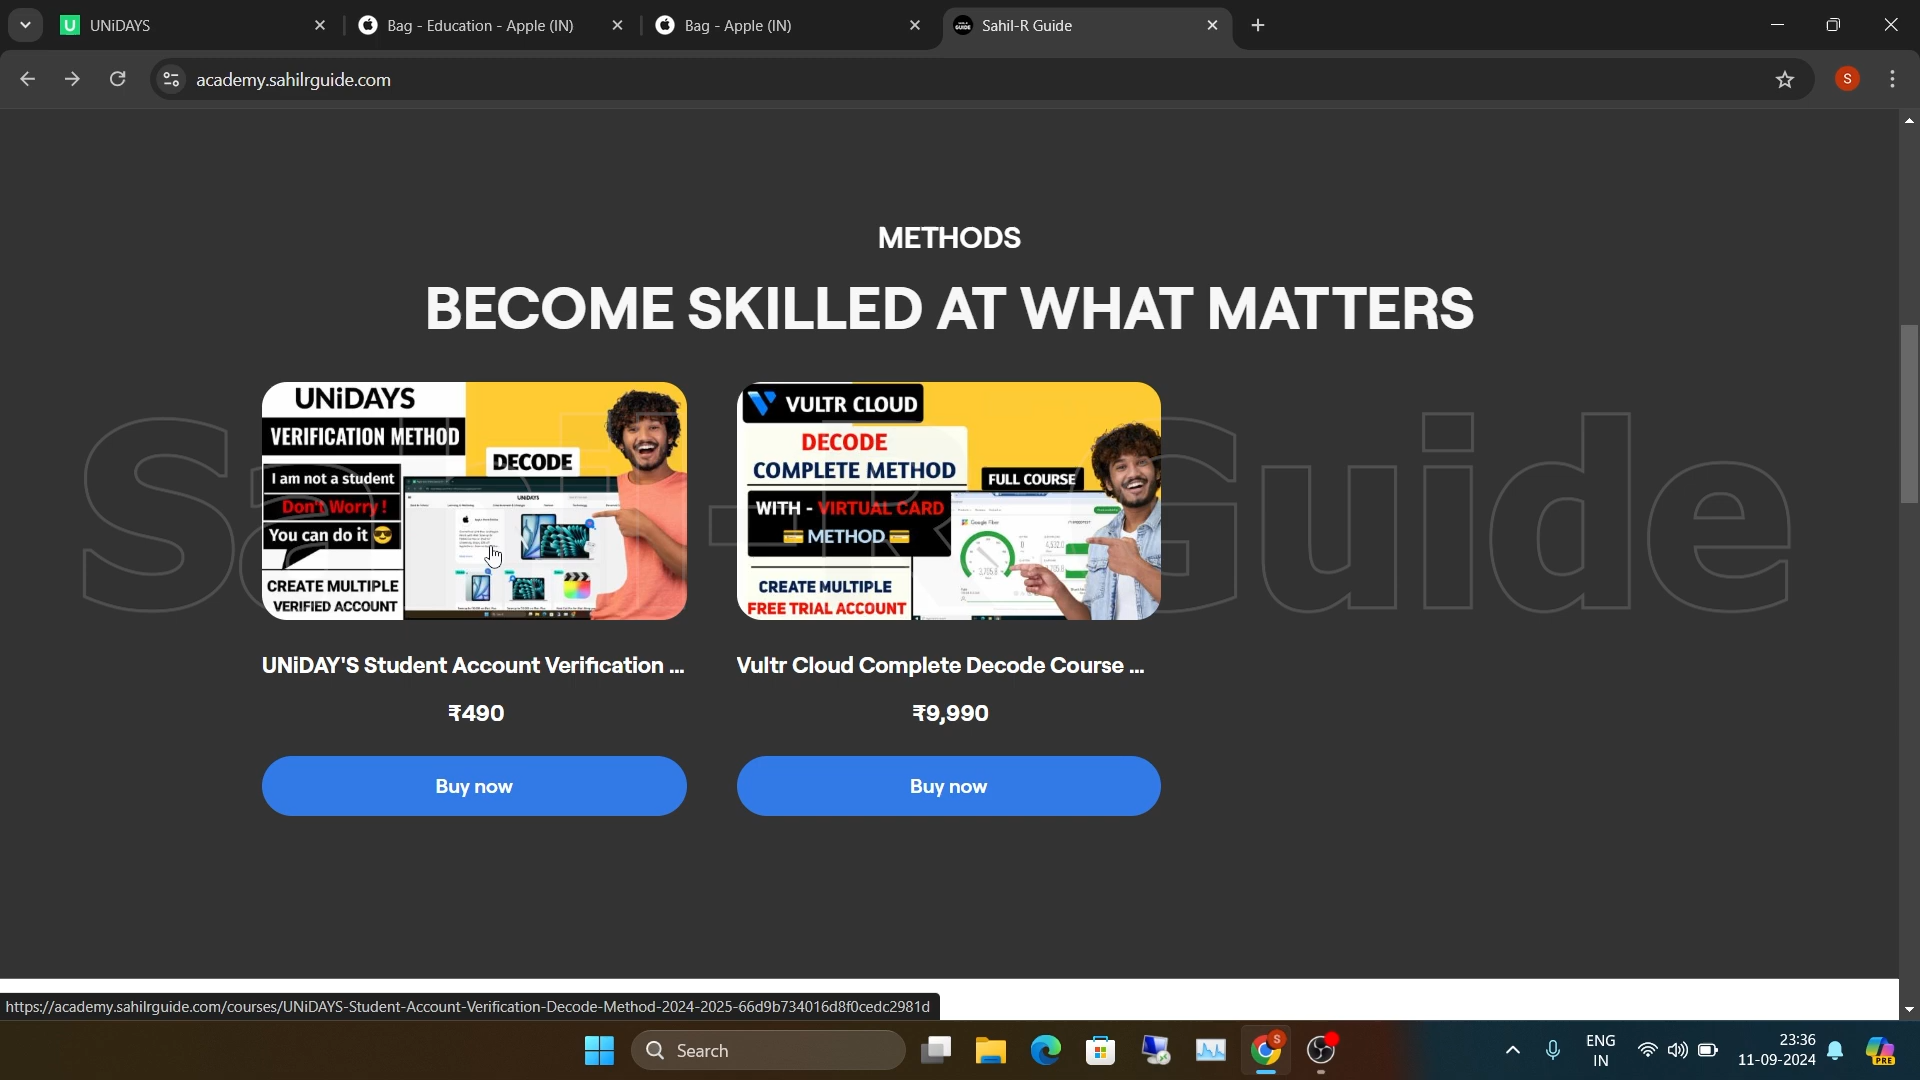 UNiDAYS
Bag - Education - Apple (IN)
Bag - Apple (IN)
Sahil-R Guide
academy.sahilrguide.com
S
METHODS
BECOME SKILLED AT WHAT MATTERS
Sahil-R Guide
UNiDAYS
VERIFICATION METHOD
DECODE
I am not a student
Don't Worry !
You can do it 😎
CREATE MULTIPLE
VERIFIED ACCOUNT
VULTR CLOUD
DECODE
COMPLETE METHOD
FULL COURSE
WITH - VIRTUAL CARD
💳 METHOD 💳
CREATE MULTIPLE
FREE TRIAL ACCOUNT
UNiDAY'S Student Account Verification ...
₹490
Buy now
Vultr Cloud Complete Decode Course ...
₹9,990
Buy now
https://academy.sahilrguide.com/courses/UNiDAYS-Student-Account-Verification-Decode-Method-2024-2025-66d9b734016d8f0cedc2981d
Search
ENG
IN
23:36
11-09-2024
PRE